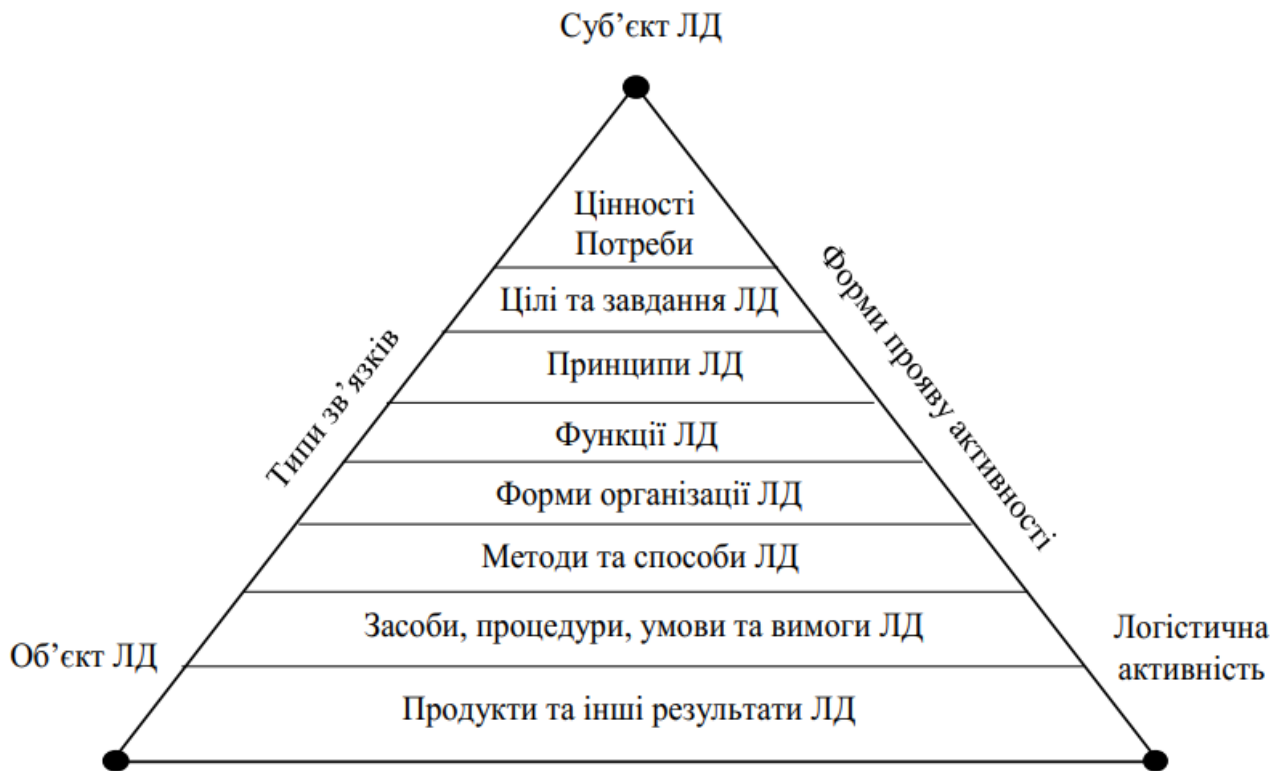 Суб’єкт ЛД
Цінності
Потреби
Цілі та завдання ЛД
Принципи ЛД
Функції ЛД
Форми організації ЛД
Методи та способи ЛД
Засоби, процедури, умови та вимоги ЛД
Продукти та інші результати ЛД
Типи зв’язків
Форми прояву активності
Об’єкт ЛД
Логістична
активність